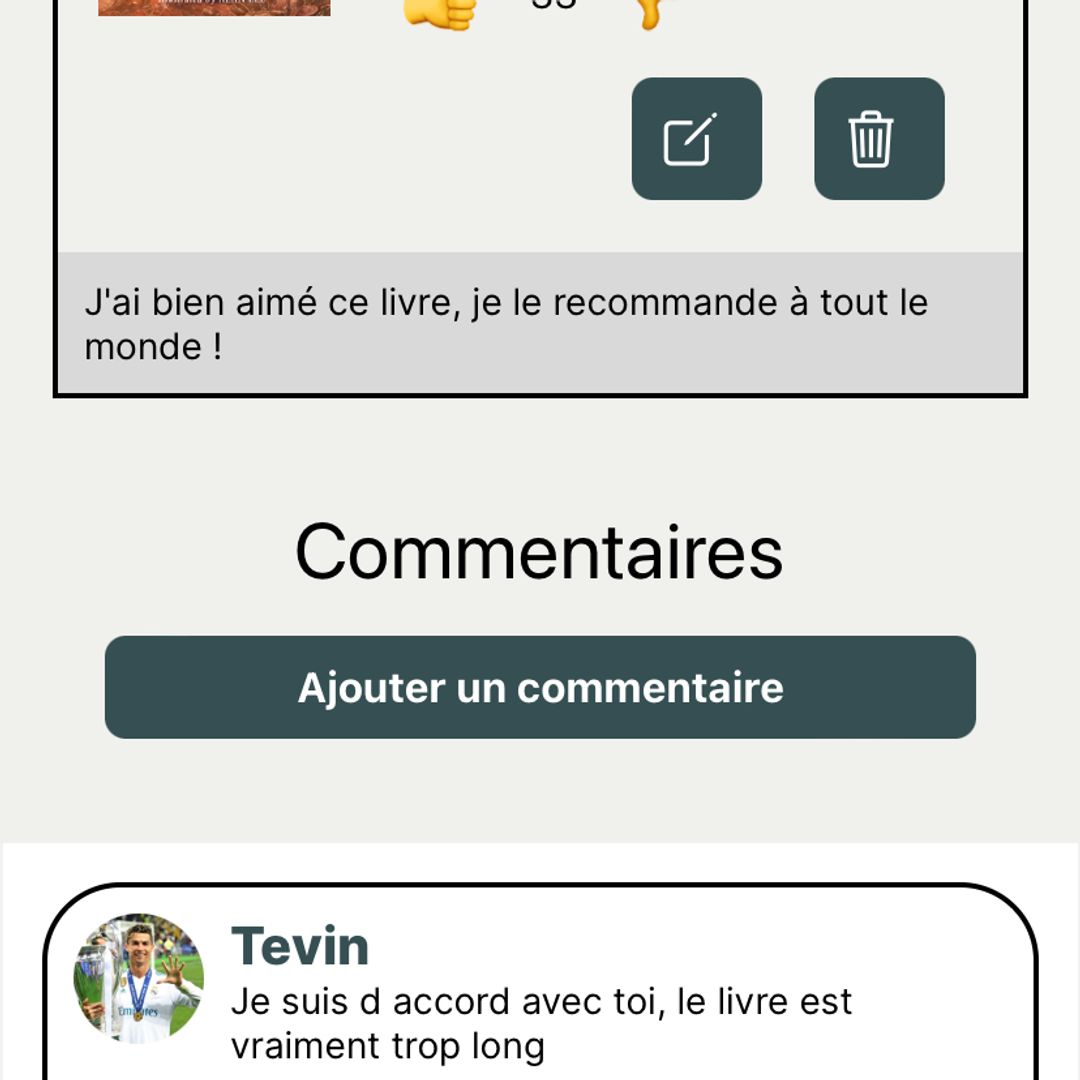 J'ai bien aimé ce livre, je le recommande à tout le
monde !
Commentaires
Ajouter un commentaire
Tevin
Je suis d accord avec toi, le livre est
vraiment trop long